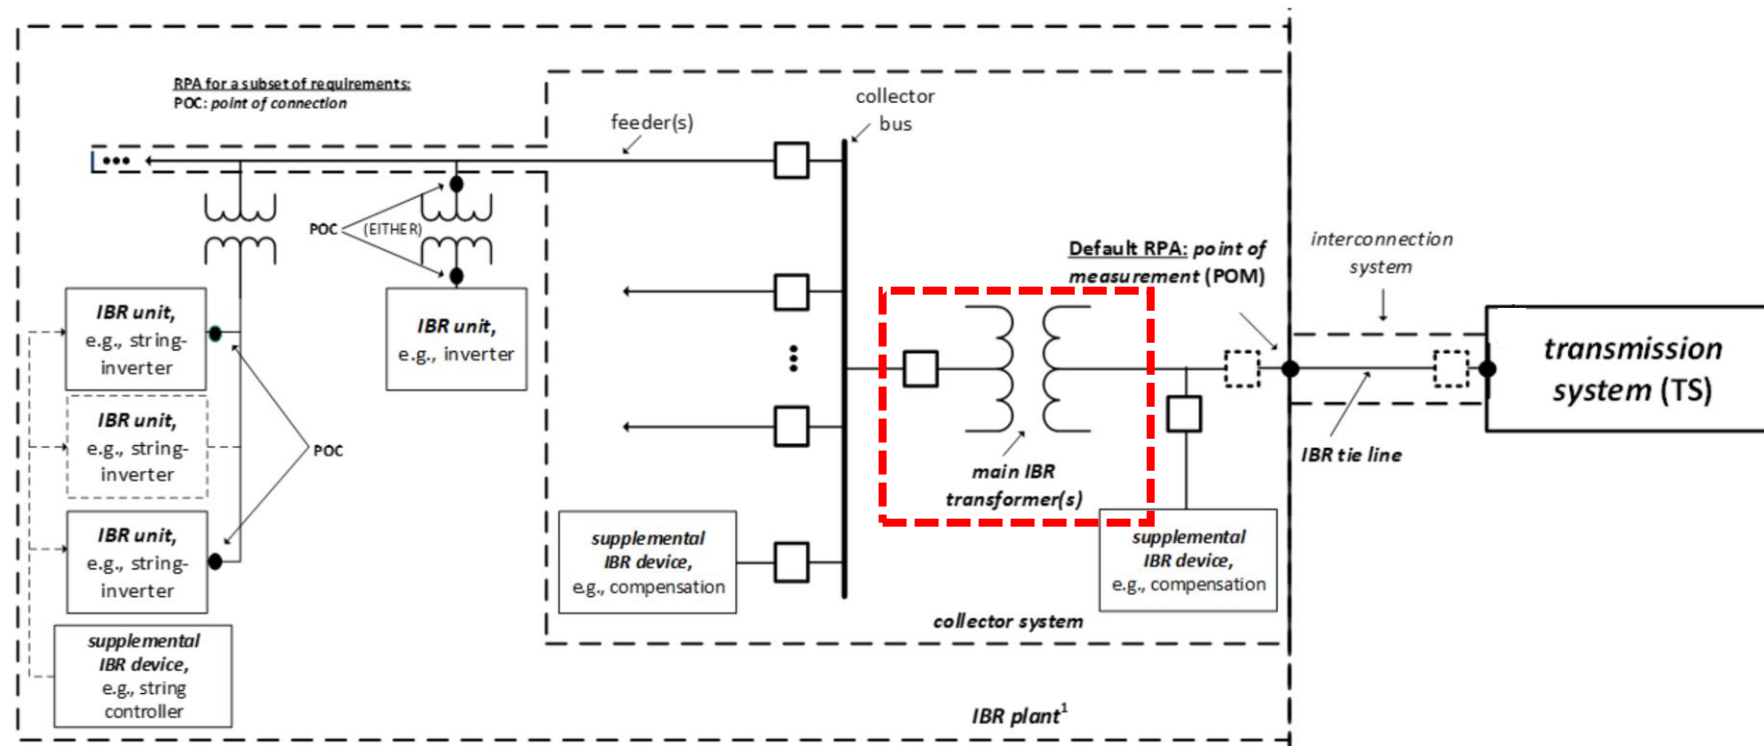 RPA for a subset of requirements:
POC: point of connection
feeder(s)
collector
bus
POC
(EITHER)
IBR unit,
e.g., string-
inverter
IBR unit,
e.g., inverter
IBR unit,
e.g., string-
inverter
POC
IBR unit,
e.g., string-
inverter
supplemental
IBR device,
e.g., string
controller
supplemental
IBR device,
e.g., compensation
Default RPA: point of
measurement (POM)
main IBR
transformer(s)
supplemental
IBR device,
e.g., compensation
collector system
IBR plant¹
interconnection
system
IBR tie line
transmission
system (TS)